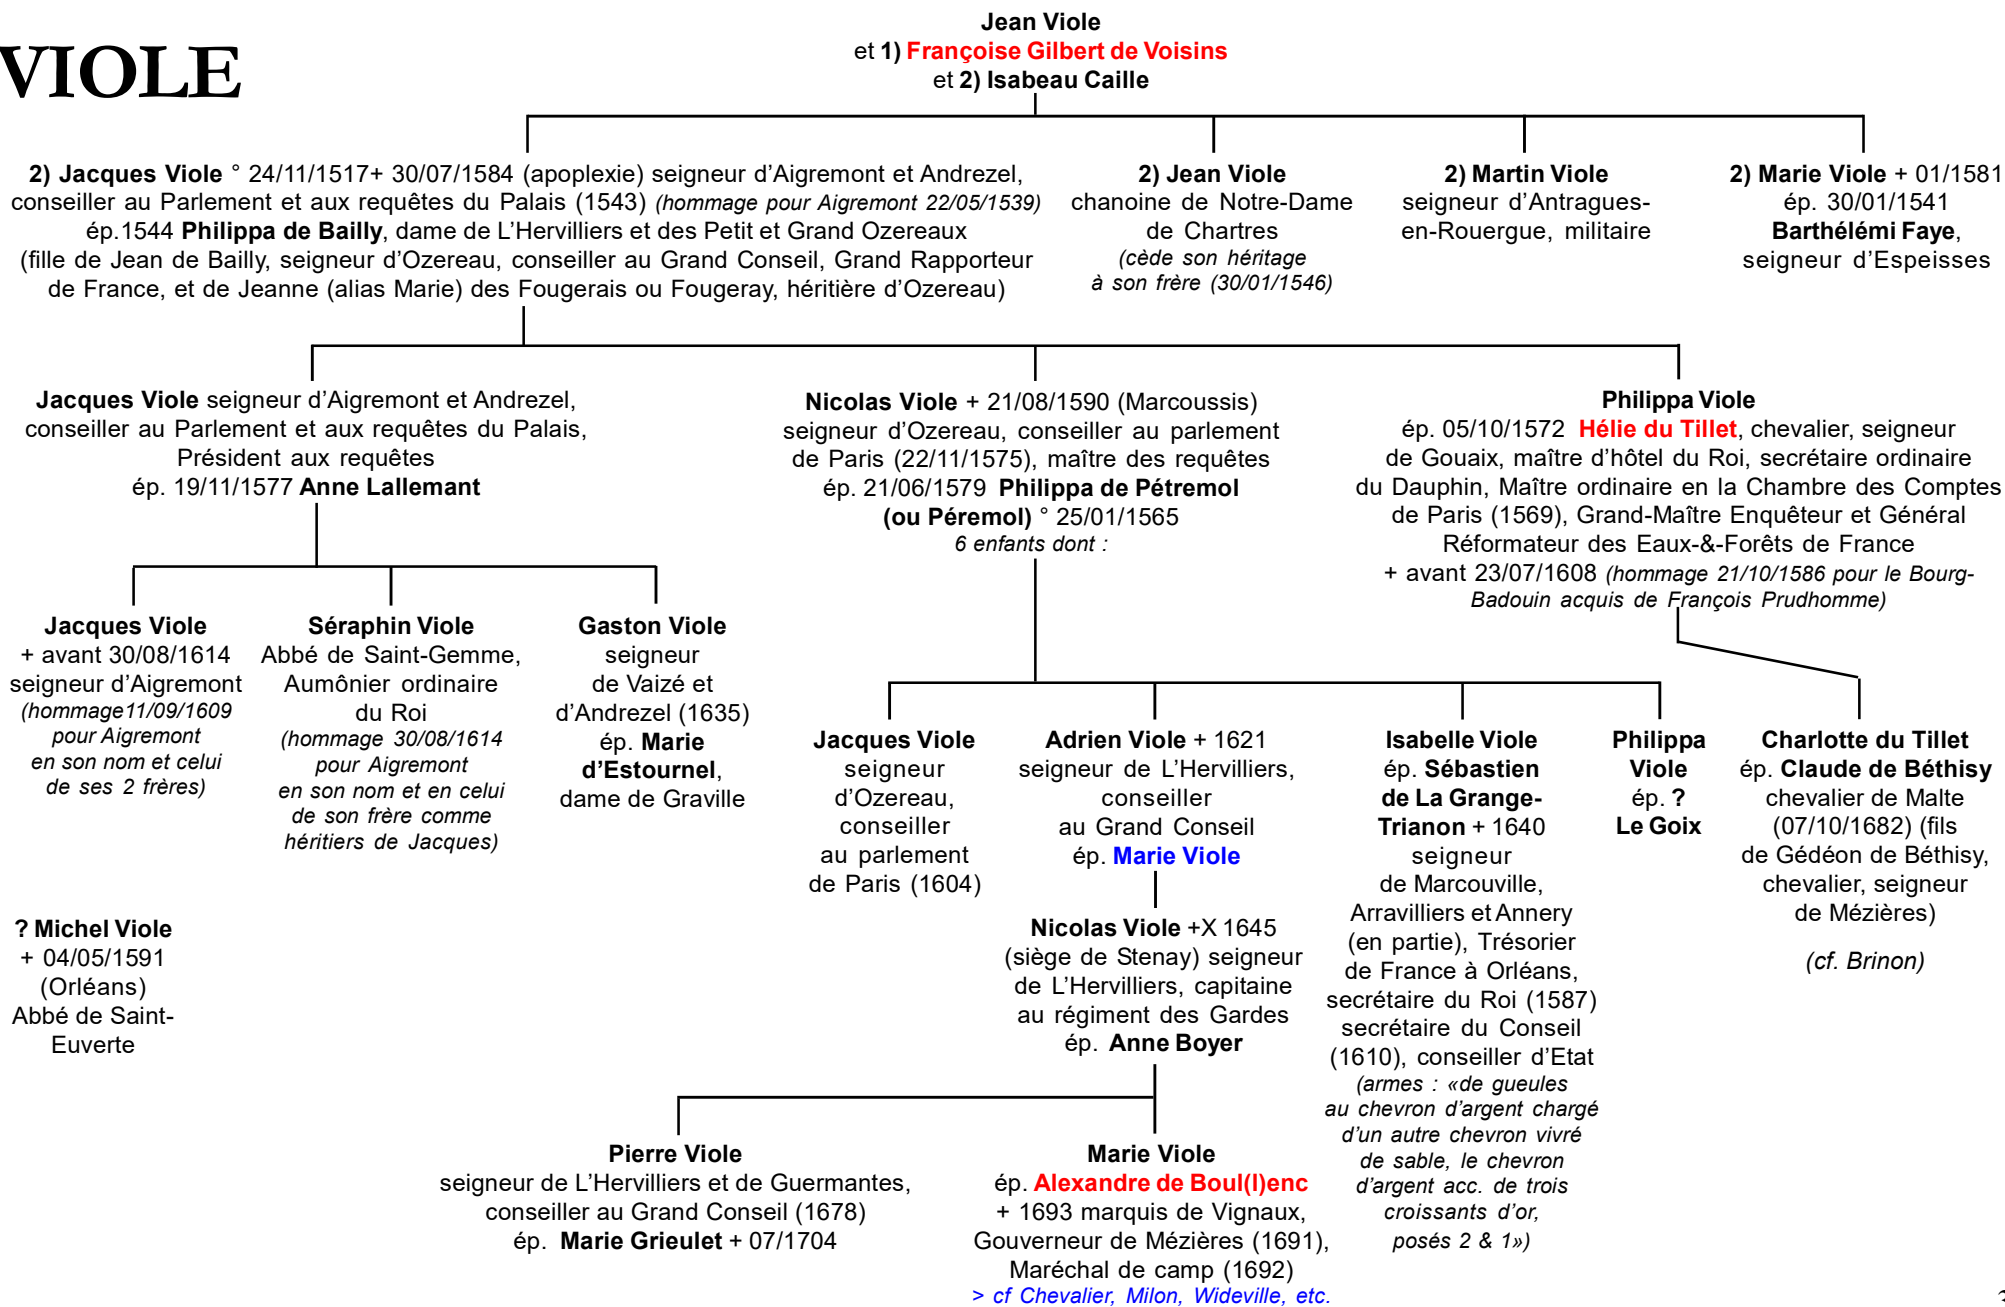 VIOLE
Jean Viole
et 1) Françoise Gilbert de Voisins
et 2) Isabeau Caille
2) Jacques Viole ° 24/11/1517+ 30/07/1584 (apoplexie) seigneur d’Aigremont et Andrezel,
conseiller au Parlement et aux requêtes du Palais (1543) (hommage pour Aigremont 22/05/1539)
ép.1544 Philippa de Bailly, dame de L’Hervilliers et des Petit et Grand Ozereaux
(fille de Jean de Bailly, seigneur d’Ozereau, conseiller au Grand Conseil, Grand Rapporteur
de France, et de Jeanne (alias Marie) des Fougerais ou Fougeray, héritière d’Ozereau)
2) Jean Viole
chanoine de Notre-Dame
de Chartres
(cède son héritage
à son frère (30/01/1546)
2) Martin Viole
seigneur d’Antragues-
en-Rouergue, militaire
2) Marie Viole + 01/1581
ép. 30/01/1541
Barthélémi Faye,
seigneur d’Espeisses
Jacques Viole seigneur d’Aigremont et Andrezel,
conseiller au Parlement et aux requêtes du Palais,
Président aux requêtes
ép. 19/11/1577 Anne Lallemant
Nicolas Viole + 21/08/1590 (Marcoussis)
seigneur d’Ozereau, conseiller au parlement
de Paris (22/11/1575), maître des requêtes
ép. 21/06/1579 Philippa de Pétremol
(ou Péremol) ° 25/01/1565
6 enfants dont :
Philippa Viole
ép. 05/10/1572 Hélie du Tillet, chevalier, seigneur
de Gouaix, maître d’hôtel du Roi, secrétaire ordinaire
du Dauphin, Maître ordinaire en la Chambre des Comptes
de Paris (1569), Grand-Maître Enquêteur et Général
Réformateur des Eaux-&-Forêts de France
+ avant 23/07/1608 (hommage 21/10/1586 pour le Bourg-
Badouin acquis de François Prudhomme)
Jacques Viole
+ avant 30/08/1614
seigneur d’Aigremont
(hommage11/09/1609
pour Aigremont
en son nom et celui
de ses 2 frères)
Séraphin Viole
Abbé de Saint-Gemme,
Aumônier ordinaire
du Roi
(hommage 30/08/1614
pour Aigremont
en son nom et en celui
de son frère comme
héritiers de Jacques)
Gaston Viole
seigneur
de Vaizé et
d’Andrezel (1635)
ép. Marie
d’Estournel,
dame de Graville
Jacques Viole
seigneur
d’Ozereau,
conseiller
au parlement
de Paris (1604)
Adrien Viole + 1621
seigneur de L’Hervilliers,
conseiller
au Grand Conseil
ép. Marie Viole
Isabelle Viole
ép. Sébastien
de La Grange-
Trianon + 1640
seigneur
de Marcouville,
Arravilliers et Annery
(en partie), Trésorier
de France à Orléans,
secrétaire du Roi (1587)
secrétaire du Conseil
(1610), conseiller d’Etat
(armes : «de gueules
au chevron d’argent chargé
d’un autre chevron vivré
de sable, le chevron
d’argent acc. de trois
croissants d’or,
posés 2 & 1»)
Philippa
Viole
ép. ?
Le Goix
Charlotte du Tillet
ép. Claude de Béthisy
chevalier de Malte
(07/10/1682) (fils
de Gédéon de Béthisy,
chevalier, seigneur
de Mézières)
(cf. Brinon)
? Michel Viole
+ 04/05/1591
(Orléans)
Abbé de Saint-
Euverte
Nicolas Viole +X 1645
(siège de Stenay) seigneur
de L’Hervilliers, capitaine
au régiment des Gardes
ép. Anne Boyer
Pierre Viole
seigneur de L’Hervilliers et de Guermantes,
conseiller au Grand Conseil (1678)
ép. Marie Grieulet + 07/1704
Marie Viole
ép. Alexandre de Boul(l)enc
+ 1693 marquis de Vignaux,
Gouverneur de Mézières (1691),
Maréchal de camp (1692)
> cf Chevalier, Milon, Wideville, etc.